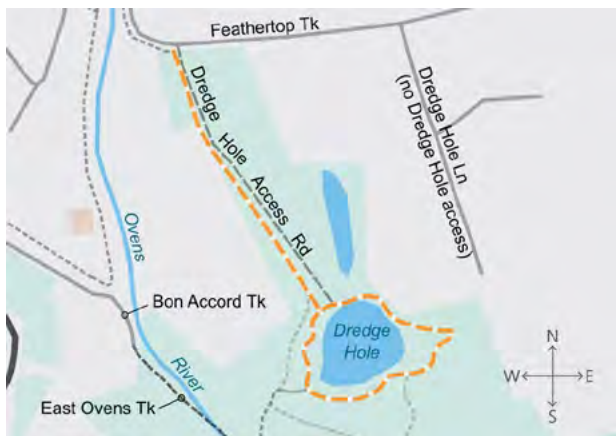 Feathertop Tk
Dredge Hole Access Rd
Dredge Hole Ln
(no Dredge Hole access)
Ovens
River
Bon Accord Tk
East Ovens Tk
Dredge
Hole
N
W
E
S